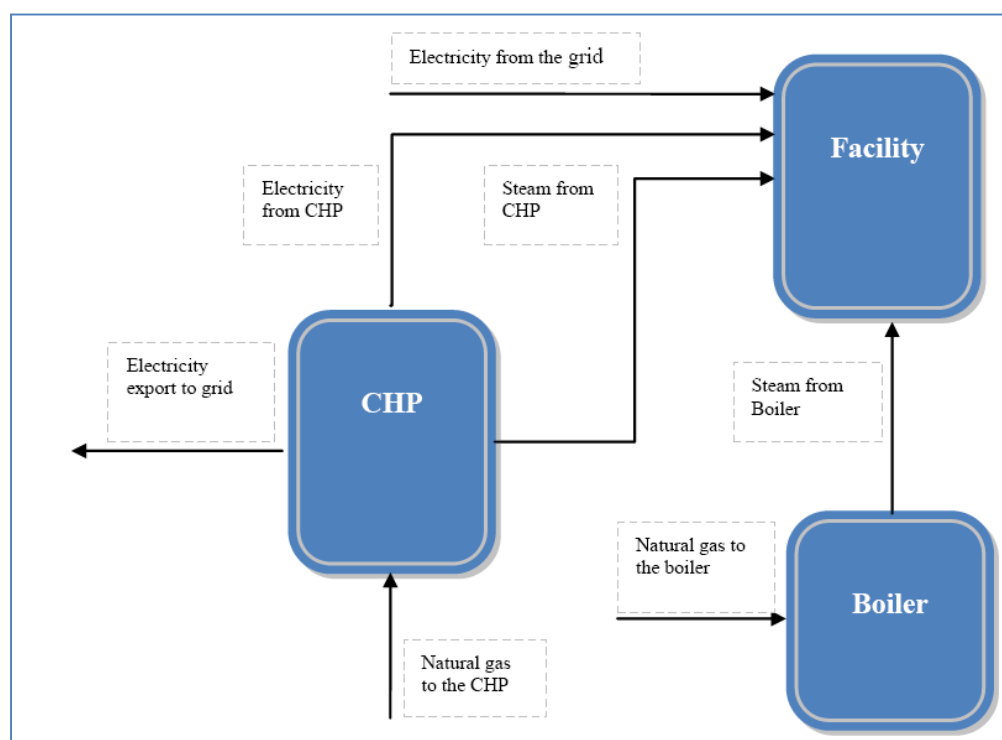 Electricity from the grid
Facility
Electricity
from CHP
Steam from
CHP
Electricity
export to grid
CHP
Steam from
Boiler
Natural gas to
the boiler
Boiler
Natural gas
to the CHP